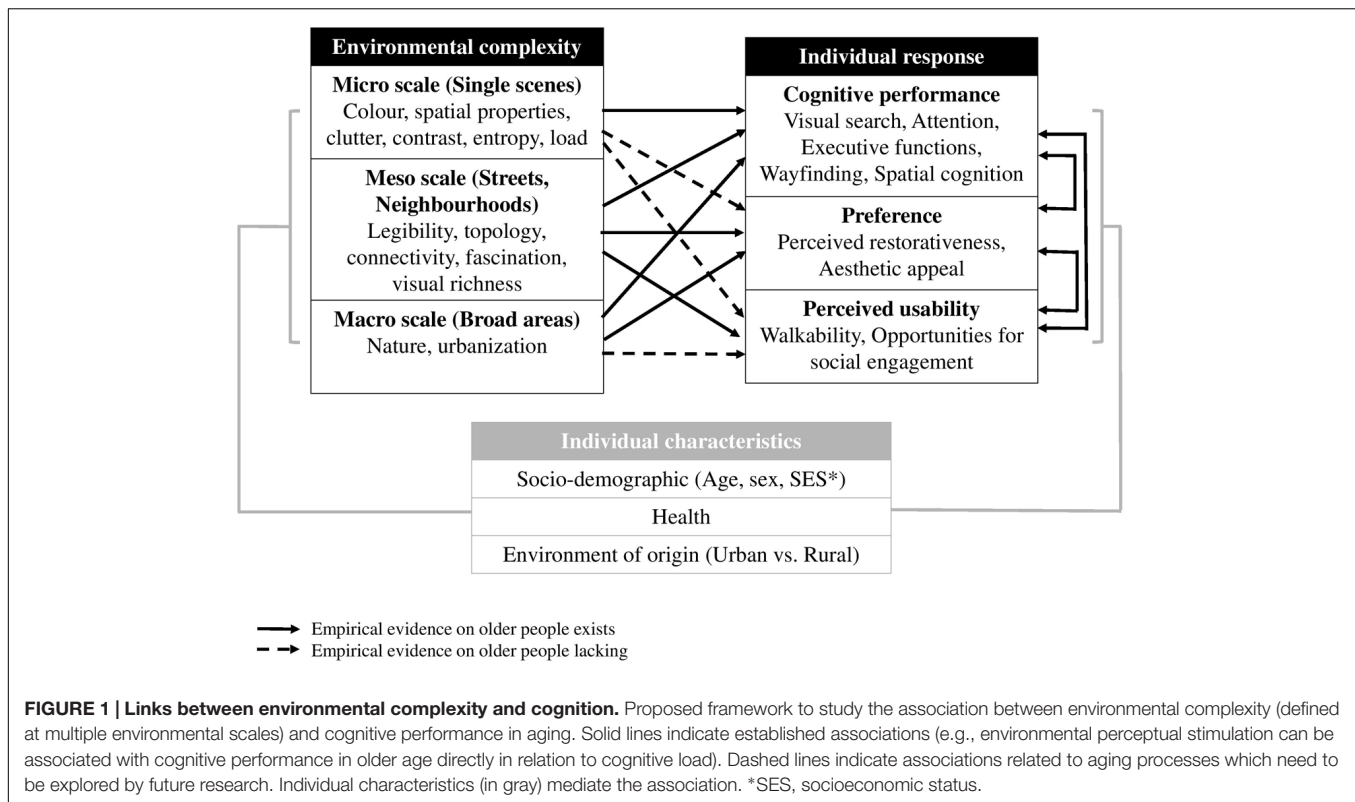 Environmental complexity
Micro scale (Single scenes)
Colour, spatial properties,
clutter, contrast, entropy, load
Meso scale (Streets,
Neighbourhoods)
Legibility, topology,
connectivity, fascination,
visual richness
Macro scale (Broad areas)
Nature, urbanization
Individual response
Cognitive performance
Visual search, Attention,
Executive functions,
Wayfinding, Spatial cognition
Preference
Perceived restorativeness,
Aesthetic appeal
Perceived usability
Walkability, Opportunities for
social engagement
Individual characteristics
Socio-demographic (Age, sex, SES*)
Health
Environment of origin (Urban vs. Rural)
Empirical evidence on older people exists
Empirical evidence on older people lacking
FIGURE 1 | Links between environmental complexity and cognition. Proposed framework to study the association between environmental complexity (defined
at multiple environmental scales) and cognitive performance in aging. Solid lines indicate established associations (e.g., environmental perceptual stimulation can be
associated with cognitive performance in older age directly in relation to cognitive load). Dashed lines indicate associations related to aging processes which need to
be explored by future research. Individual characteristics (in gray) mediate the association. *SES, socioeconomic status.